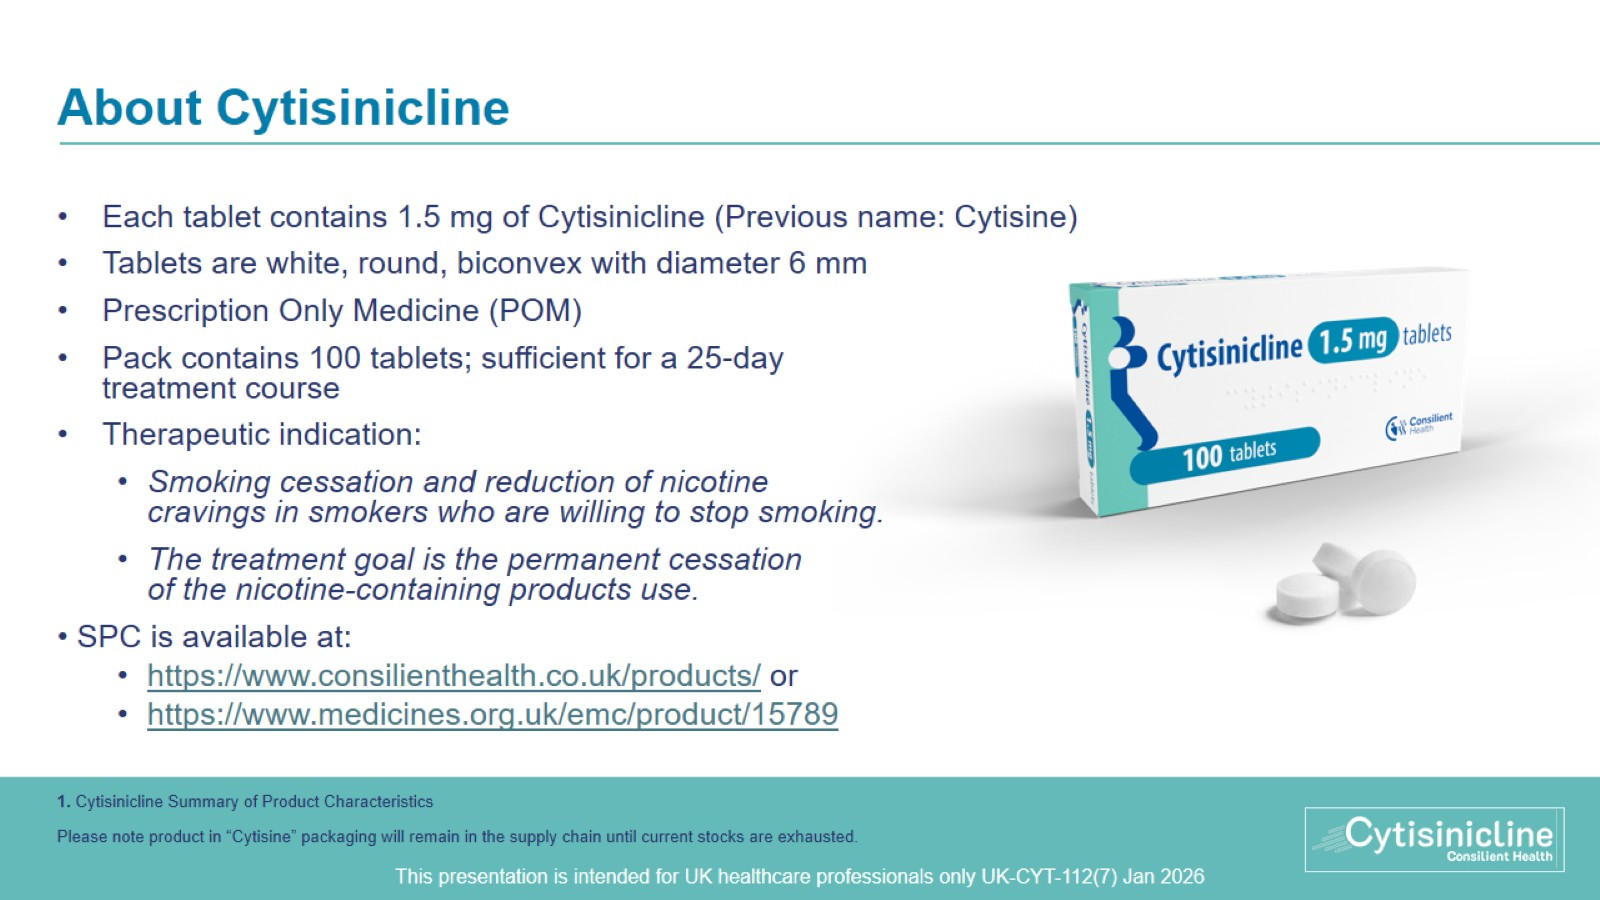 About Cytisinicline
• Each tablet contains 1.5 mg of Cytisinicline (Previous name: Cytisine)
• Tablets are white, round, biconvex with diameter 6 mm
• Prescription Only Medicine (POM)
• Pack contains 100 tablets; sufficient for a 25-day
treatment course
• Therapeutic indication:
• Smoking cessation and reduction of nicotine
cravings in smokers who are willing to stop smoking.
• The treatment goal is the permanent cessation
of the nicotine-containing products use.
• SPC is available at:
• https://www.consilienthealth.co.uk/products/ or
• https://www.medicines.org.uk/emc/product/15789
Cytisinicline 1.5 mg tablets
Consilient
Health
100 tablets
Cytisinicline 1.5 mg tablets
1. Cytisinicline Summary of Product Characteristics
Please note product in “Cytisine” packaging will remain in the supply chain until current stocks are exhausted.
Cytisinicline
Consilient Health
This presentation is intended for UK healthcare professionals only UK-CYT-112(7) Jan 2026